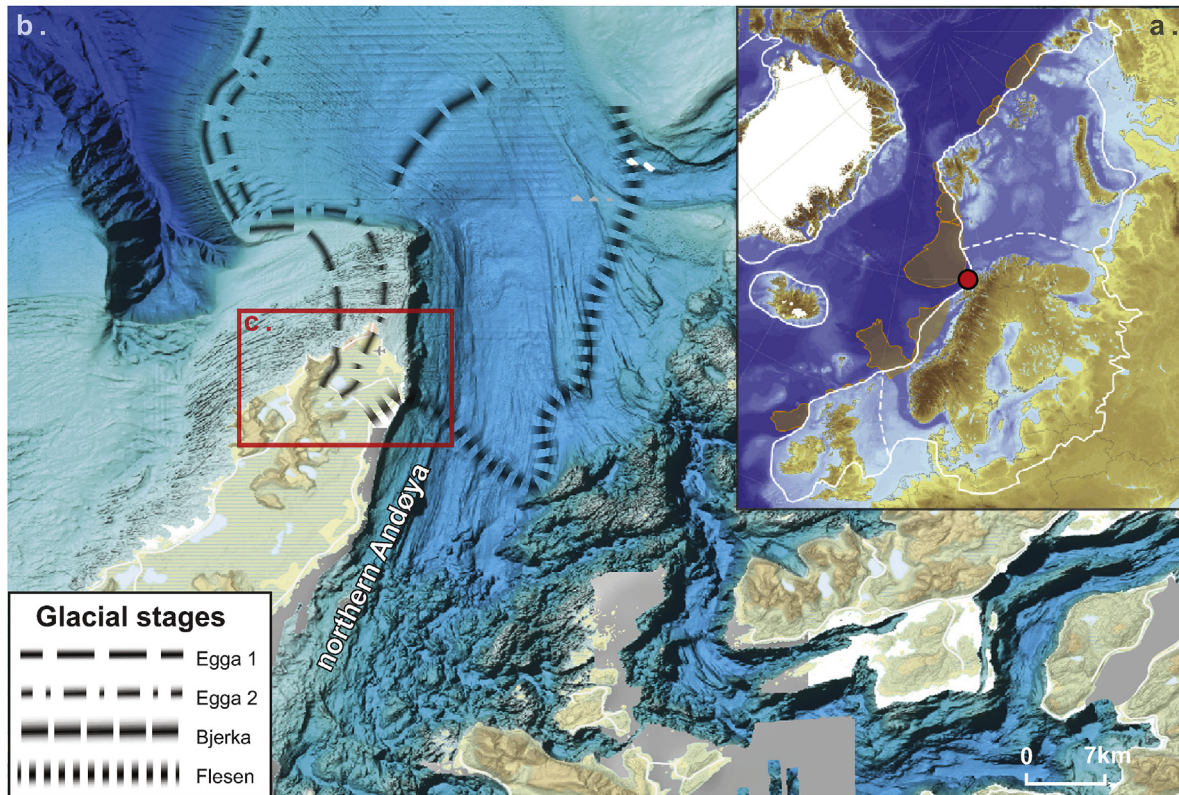 b.
a.
c.
northern Andøya
Glacial stages
Egga 1
Egga 2
Bjerka
Flesen
0 7km